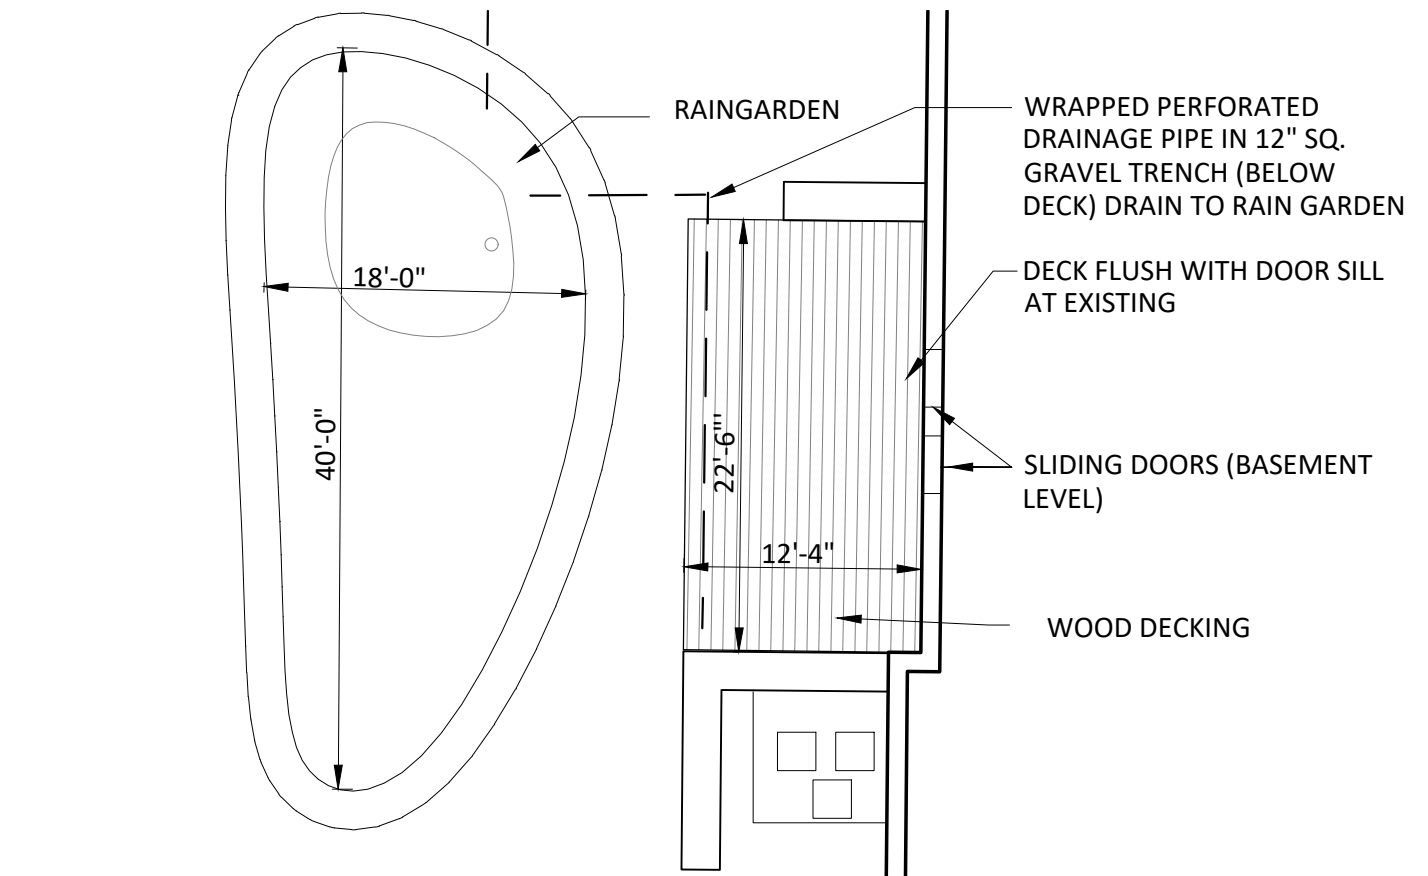 RAINGARDEN
WRAPPED PERFORATED
DRAINAGE PIPE IN 12" SQ.
GRAVEL TRENCH (BELOW
DECK) DRAIN TO RAIN GARDEN
18'-0"
DECK FLUSH WITH DOOR SILL
AT EXISTING
40'-0"
22'-6"'
SLIDING DOORS (BASEMENT
LEVEL)
12'-4"
WOOD DECKING